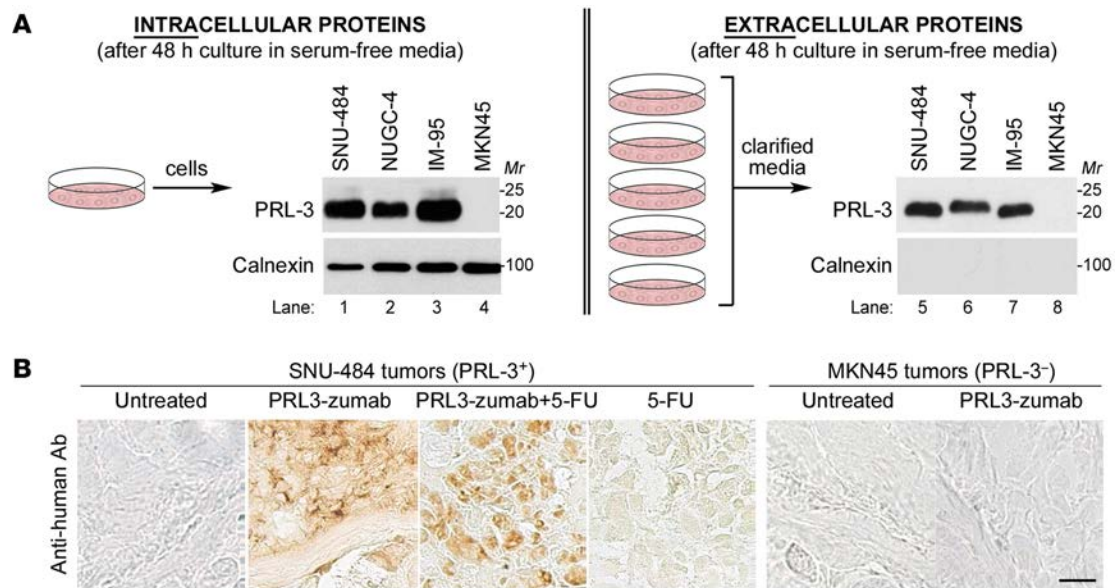 A
INTRACELLULAR PROTEINS
(after 48 h culture in serum-free media)
cells
SNU-484
NUGC-4
IM-95
MKN45
Mr
-25
PRL-3
-20
Calnexin
-100
Lane: 1 2 3 4
EXTRACELLULAR PROTEINS
(after 48 h culture in serum-free media)
clarified
media
SNU-484
NUGC-4
IM-95
MKN45
Mr
-25
PRL-3
-20
Calnexin
-100
Lane: 5 6 7 8
B
SNU-484 tumors (PRL-3⁺)
Untreated PRL3-zumab PRL3-zumab+5-FU 5-FU
MKN45 tumors (PRL-3⁻)
Untreated PRL3-zumab
Anti-human Ab